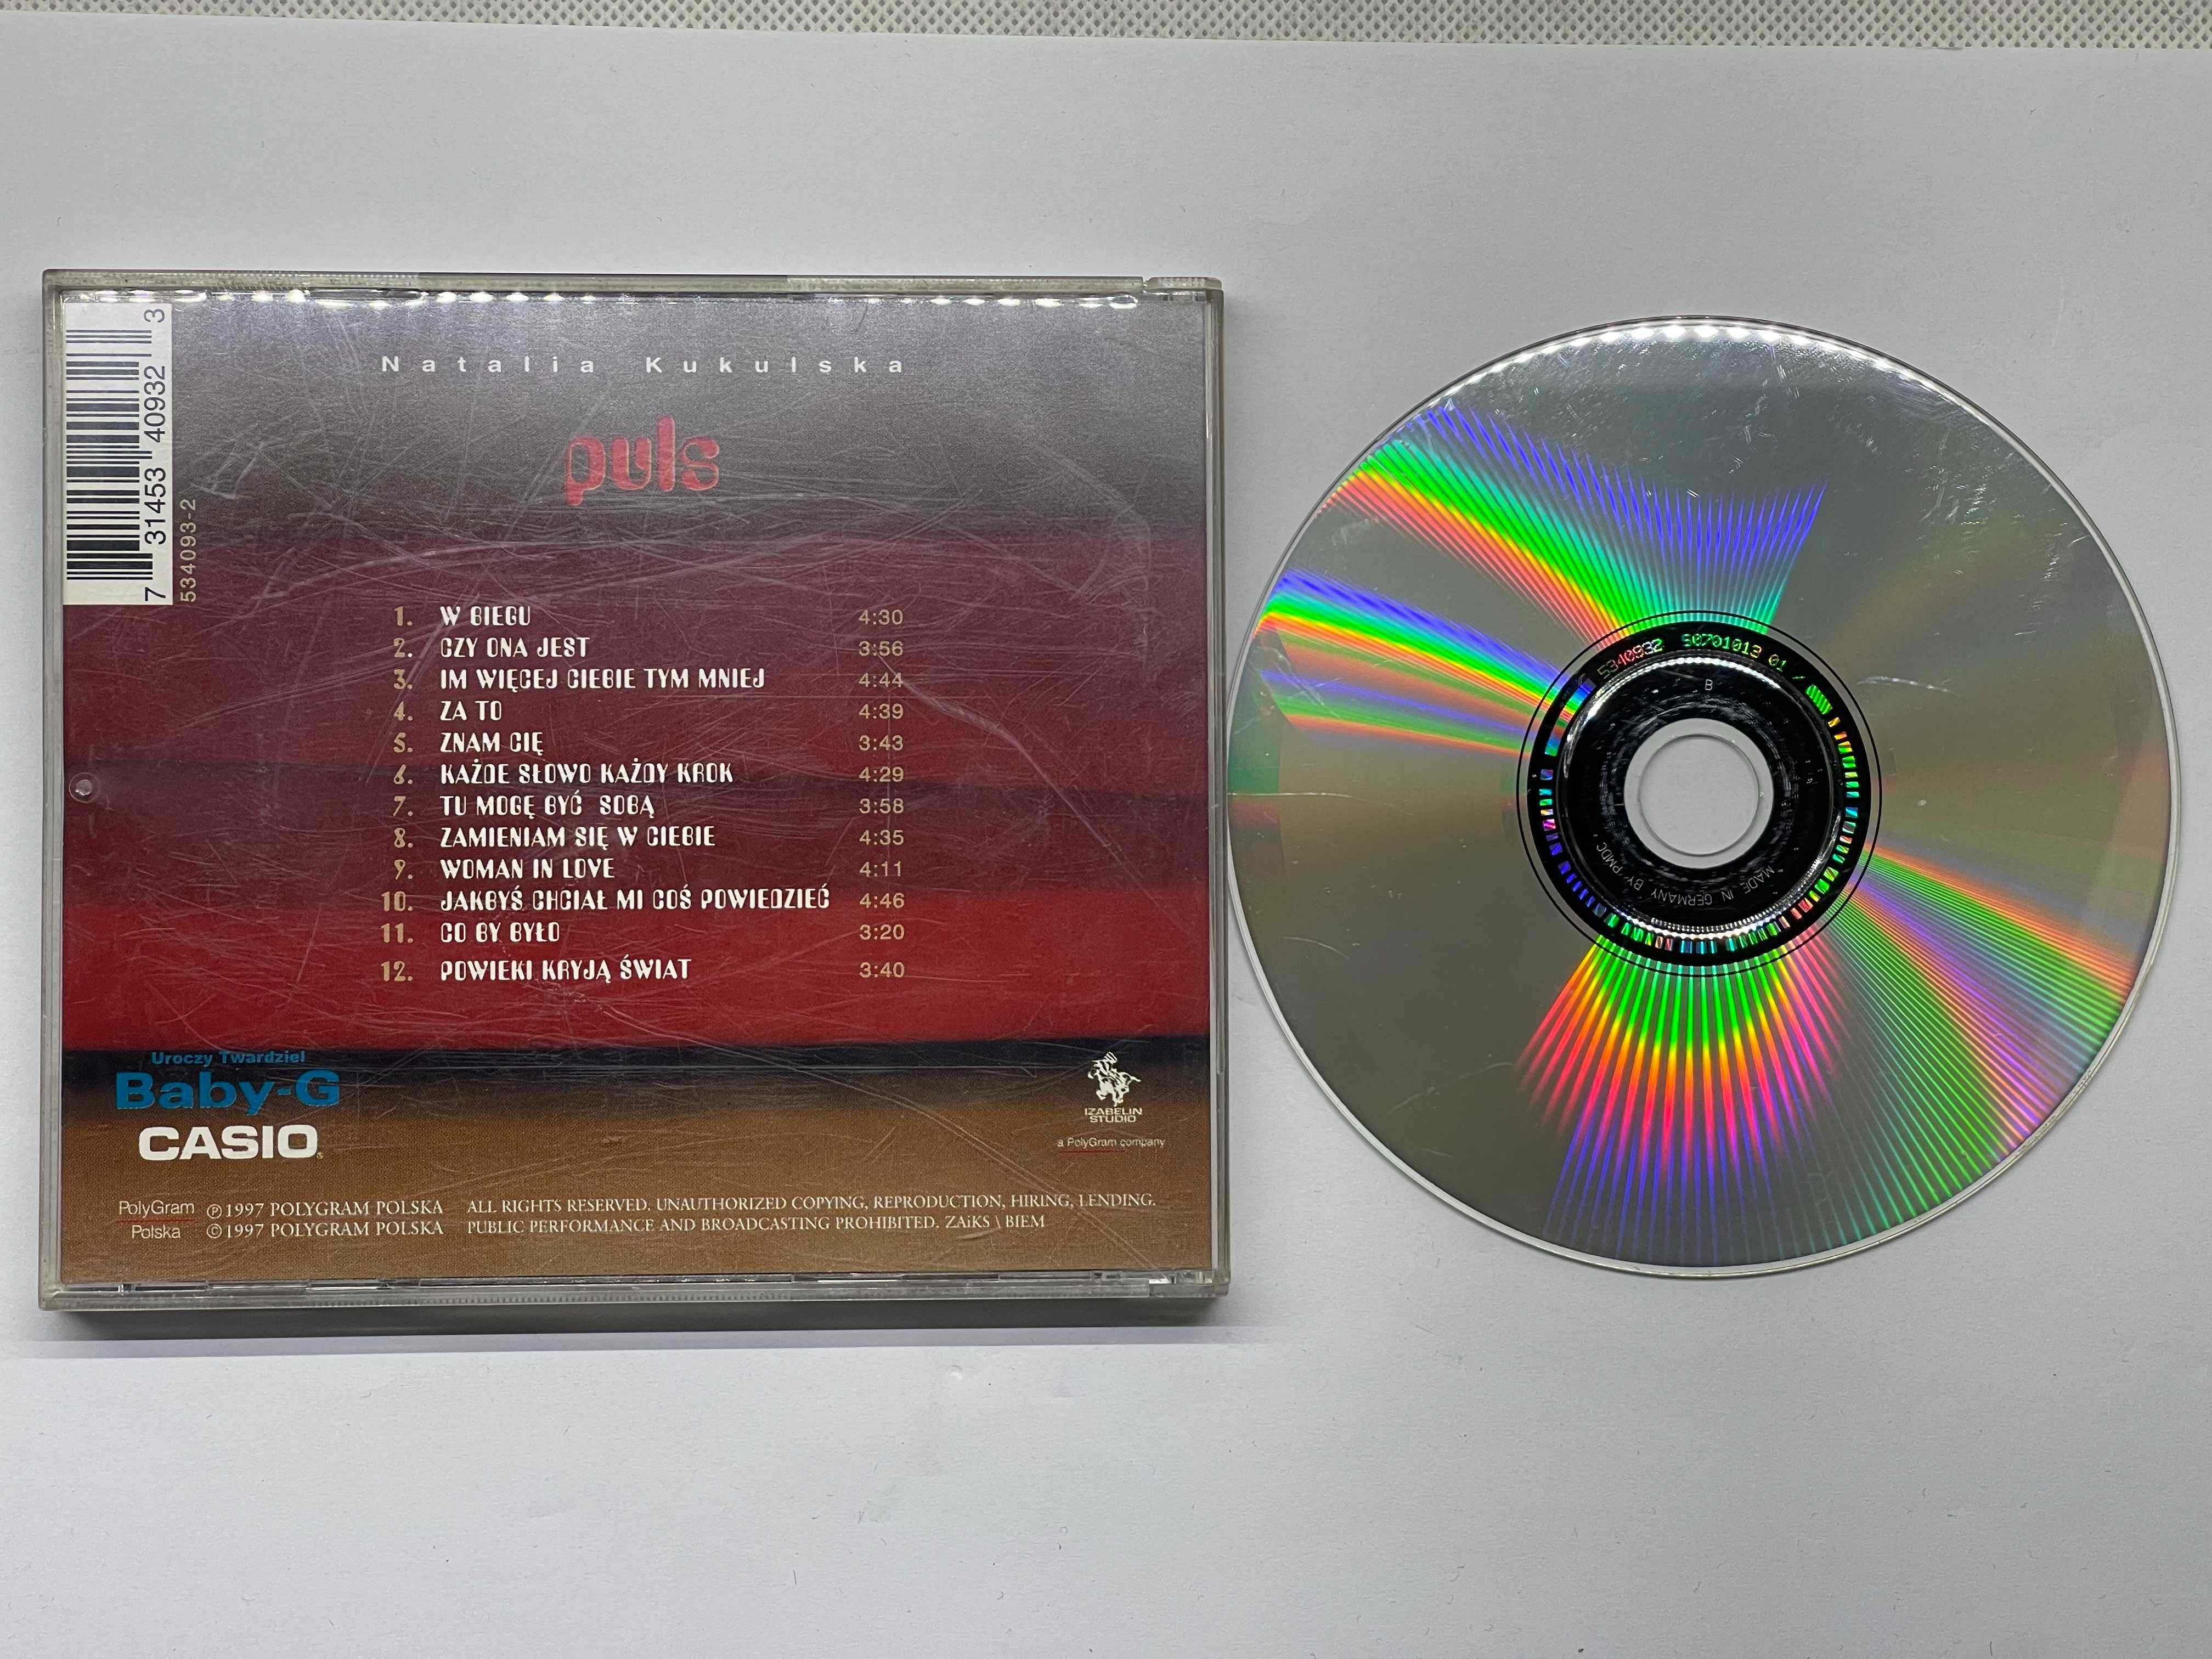 7 31453 40932 3
534093-2
Natalia Kukulska
puls
1. W BIEGU 4:30
2. CZY ONA JEST 3:56
3. IM WIĘCEJ CIEBIE TYM MNIEJ 4:44
4. ZA TO 4:39
5. ZNAM CIĘ 3:43
6. KAŻDE SŁOWO KAŻDY KROK 4:29
7. TU MOGĘ BYĆ SOBĄ 3:58
8. ZAMIENIAM SIĘ W CIEBIE 4:35
9. WOMAN IN LOVE 4:11
10. JAKBYŚ CHCIAŁ MI COŚ POWIEDZIEĆ 4:46
11. CO BY BYŁO 3:20
12. POWIEKI KRYJĄ ŚWIAT 3:40
Uroczy Twardziel
Baby-G
CASIO
IZABELIN
STUDIO
a PolyGram company
PolyGram
Polska
℗1997 POLYGRAM POLSKA ALL RIGHTS RESERVED. UNAUTHORIZED COPYING, REPRODUCTION, HIRING, LENDING.
©1997 POLYGRAM POLSKA PUBLIC PERFORMANCE AND BROADCASTING PROHIBITED. ZAiKS \ BIEM
5340932 50701013 01
B
MADE IN GERMANY BY PMDC